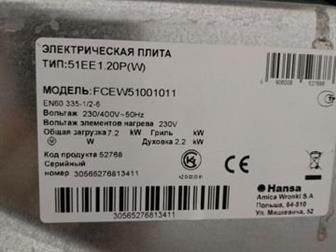 ЭЛЕКТРИЧЕСКАЯ ПЛИТА
ТИП:51EE1.20P(W)
МОДЕЛЬ:FCEW51001011
EN60 335-1/2-6
Вольтаж 230/400V~50Hz
Вольтаж элементов нагрева 230V
Общая загрузка7.2 kW Гриль kW
W Духовка 2.2 kW
Код продукта 52768
Серийный
номер 30565276813411
30565276813411
Hansa
Amica Wronki S.A
Польша, 64-510
Ул. Мицкевича, 52